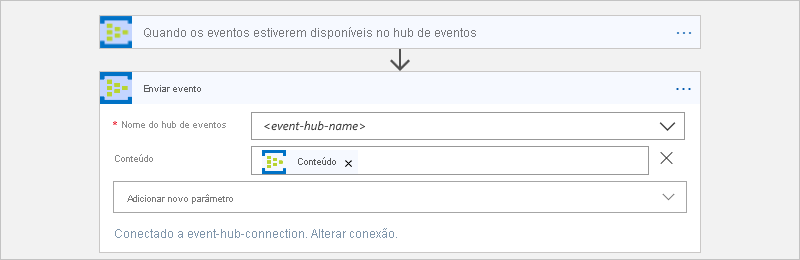 Quando os eventos estiverem disponíveis no hub de eventos
Enviar evento
* Nome do hub de eventos
<event-hub-name>
Conteúdo
Conteúdo
Adicionar novo parâmetro
Conectado a event-hub-connection. Alterar conexão.